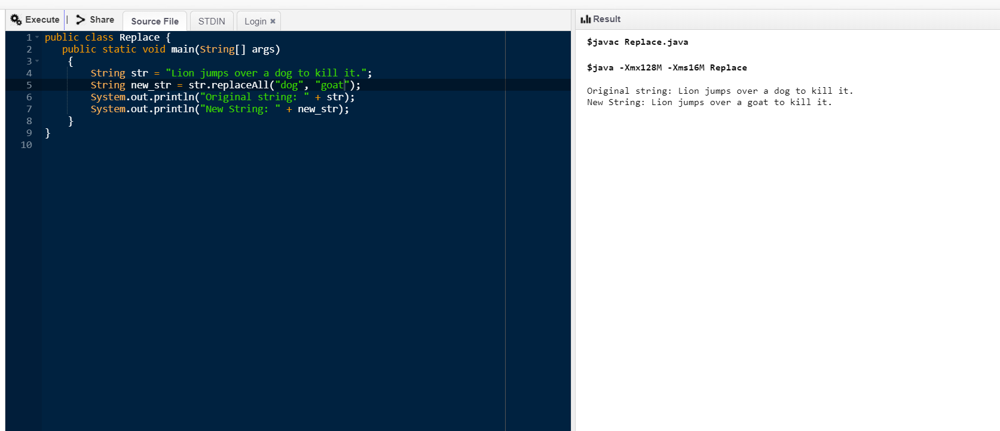 Execute | Share Source File STDIN Login ✖
1 public class Replace {
2 public static void main(String[] args)
3 {
4 String str = "Lion jumps over a dog to kill it.";
5 String new_str = str.replaceAll("dog", "goat");
6 System.out.println("Original string: " + str);
7 System.out.println("New String: " + new_str);
8 }
9 }
10
Result
$javac Replace.java
$java -Xmx128M -Xms16M Replace
Original string: Lion jumps over a dog to kill it.
New String: Lion jumps over a goat to kill it.